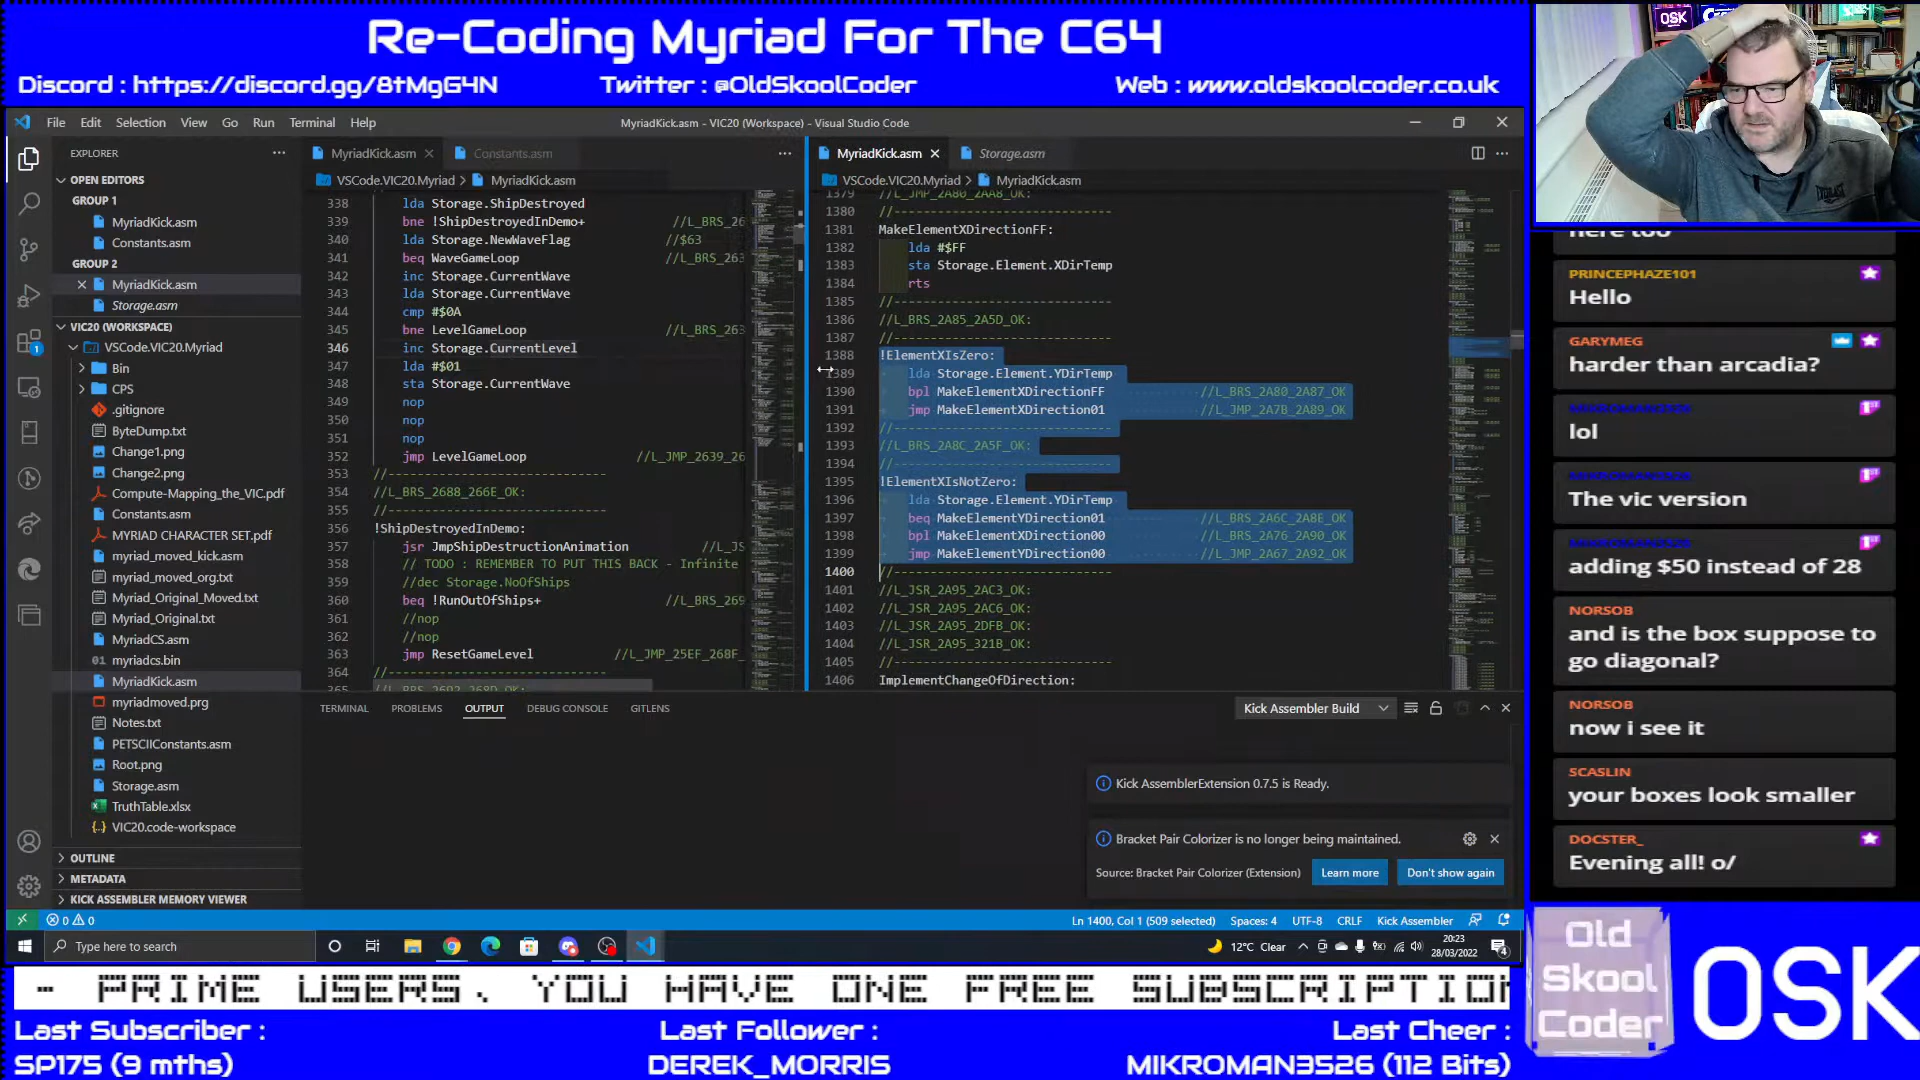 Re-Coding Myriad For The C64
Discord : https://discord.gg/8tMgG4N
Twitter : @OldSkoolCoder
Web : www.oldskoolcoder.co.uk
File Edit Selection View Go Run Terminal Help
MyriadKick.asm - VIC20 (Workspace) - Visual Studio Code
EXPLORER
OPEN EDITORS
GROUP 1
MyriadKick.asm
Constants.asm
GROUP 2
MyriadKick.asm
Storage.asm
VIC20 (WORKSPACE)
VSCode.VIC20.Myriad
Bin
CPS
.gitignore
ByteDump.txt
Change1.png
Change2.png
Compute-Mapping_the_VIC.pdf
Constants.asm
MYRIAD CHARACTER SET.pdf
myriad_moved_kick.asm
myriad_moved_org.txt
Myriad_Original_Moved.txt
Myriad_Original.txt
MyriadCS.asm
01 myriadcs.bin
MyriadKick.asm
myriadmoved.prg
Notes.txt
PETSCIIConstants.asm
Root.png
Storage.asm
TruthTable.xlsx
VIC20.code-workspace
OUTLINE
METADATA
KICK ASSEMBLER MEMORY VIEWER
MyriadKick.asm Constants.asm
VSCode.VIC20.Myriad > MyriadKick.asm
338 lda Storage.ShipDestroyed
339 bne !ShipDestroyedInDemo+ //L_BRS_26
340 lda Storage.NewWaveFlag //$63
341 beq WaveGameLoop //L_BRS_263
342 inc Storage.CurrentWave
343 lda Storage.CurrentWave
344 cmp #$0A
345 bne LevelGameLoop //L_BRS_263
346 inc Storage.CurrentLevel
347 lda #$01
348 sta Storage.CurrentWave
349 nop
350 nop
351 nop
352 jmp LevelGameLoop //L_JMP_2639_26
353 //---------------------------
354 //L_BRS_2688_266E_OK:
355 //---------------------------
356 !ShipDestroyedInDemo:
357 jsr JmpShipDestructionAnimation //L_JS
358 // TODO : REMEMBER TO PUT THIS BACK - Infinite
359 //dec Storage.NoOfShips
360 beq !RunOutOfShips+ //L_BRS_269
361 //nop
362 //nop
363 jmp ResetGameLevel //L_JMP_25EF_268F
364 //---------------------------
365 //L_BRS_2692_268D_OK:
MyriadKick.asm Storage.asm
VSCode.VIC20.Myriad > MyriadKick.asm
1379 //L_JMP_2A80_2AA8_OK:
1380 //---------------------------
1381 MakeElementXDirectionFF:
1382 lda #$FF
1383 sta Storage.Element.XDirTemp
1384 rts
1385 //---------------------------
1386 //L_BRS_2A85_2A5D_OK:
1387 //---------------------------
1388 !ElementXIsZero:
1389 lda Storage.Element.YDirTemp
1390 bpl MakeElementXDirectionFF //L_BRS_2A80_2A87_OK
1391 jmp MakeElementXDirection01 //L_JMP_2A7B_2A89_OK
1392 //---------------------------
1393 //L_BRS_2A8C_2A5F_OK:
1394 //---------------------------
1395 !ElementXIsNotZero:
1396 lda Storage.Element.YDirTemp
1397 beq MakeElementYDirection01 //L_BRS_2A6C_2A8E_OK
1398 bpl MakeElementYDirection00 //L_BRS_2A76_2A90_OK
1399 jmp MakeElementYDirection00 //L_JMP_2A67_2A92_OK
1400 //---------------------------
1401 //L_JSR_2A95_2AC3_OK:
1402 //L_JSR_2A95_2AC6_OK:
1403 //L_JSR_2A95_2DFB_OK:
1404 //L_JSR_2A95_321B_OK:
1405 //---------------------------
1406 ImplementChangeOfDirection:
TERMINAL PROBLEMS OUTPUT DEBUG CONSOLE GITLENS
Kick Assembler Build
Kick AssemblerExtension 0.7.5 is Ready.
Bracket Pair Colorizer is no longer being maintained.
Source: Bracket Pair Colorizer (Extension)
Learn more
Don't show again
0 0
Ln 1400, Col 1 (509 selected) Spaces: 4 UTF-8 CRLF Kick Assembler
Type here to search
12°C Clear
20:23
28/03/2022
4
OSK
here too
PRINCEPHAZE101
Hello
GARYMEG
harder than arcadia?
lol
The vic version
adding $50 instead of 28
NORSOB
and is the box suppose to
go diagonal?
NORSOB
now i see it
SCASLIN
your boxes look smaller
DOCSTER_
Evening all! o/
Old
Skool
Coder
OSK
- PRIME USERS, YOU HAVE ONE FREE SUBSCRIPTION
Last Subscriber :
SP175 (9 mths)
Last Follower :
DEREK_MORRIS
Last Cheer :
MIKROMAN3526 (112 Bits)